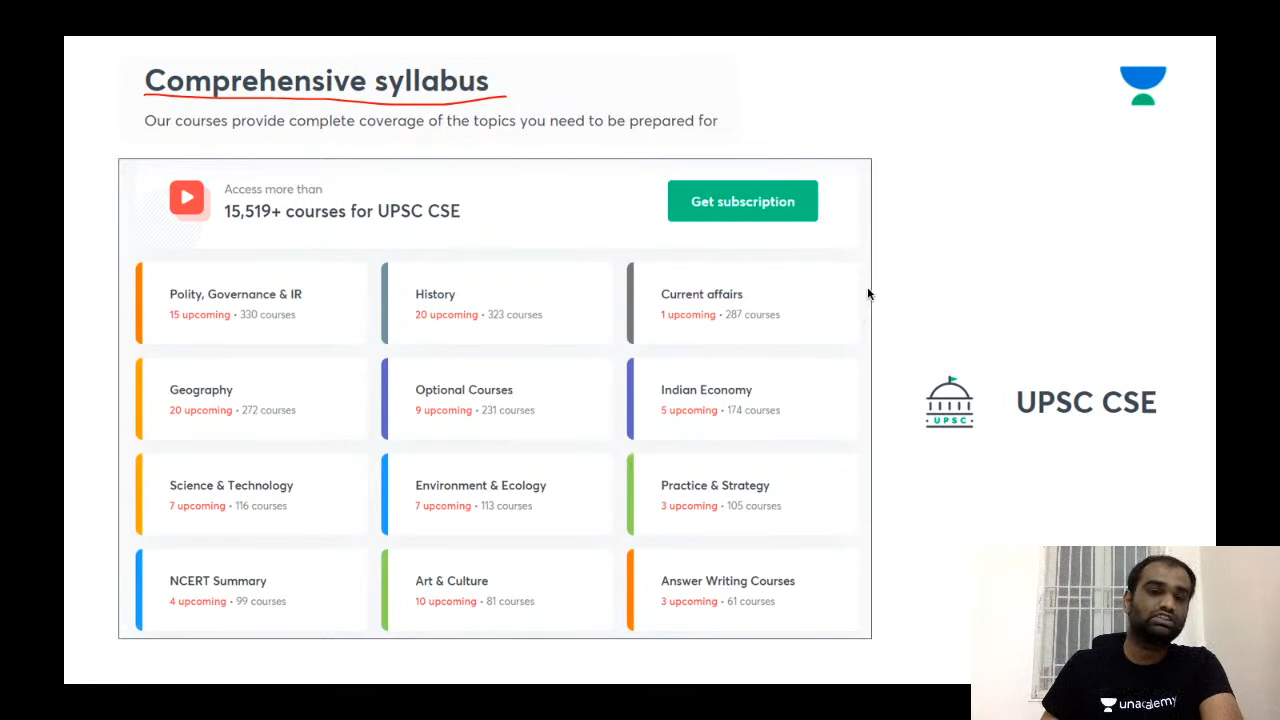 Comprehensive syllabus
Our courses provide complete coverage of the topics you need to be prepared for
Access more than
15,519+ courses for UPSC CSE
Get subscription
Polity, Governance & IR
15 upcoming • 330 courses
History
20 upcoming • 323 courses
Current affairs
1 upcoming • 287 courses
Geography
20 upcoming • 272 courses
Optional Courses
9 upcoming • 231 courses
Indian Economy
5 upcoming • 174 courses
Science & Technology
7 upcoming • 116 courses
Environment & Ecology
7 upcoming • 113 courses
Practice & Strategy
3 upcoming • 105 courses
NCERT Summary
4 upcoming • 99 courses
Art & Culture
10 upcoming • 81 courses
Answer Writing Courses
3 upcoming • 61 courses
UPSC
UPSC CSE
unacademy